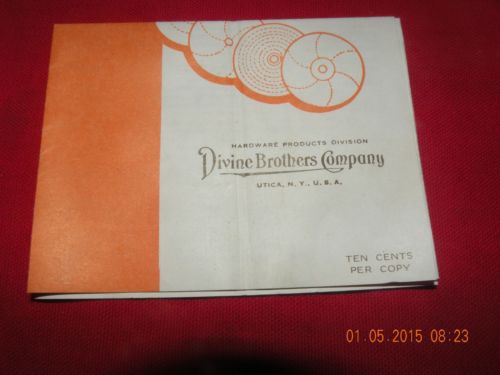 HARDWARE PRODUCTS DIVISION
Divine Brothers Company
UTICA, N. Y., U. S. A.
TEN CENTS
PER COPY
01.05.2015 08:23